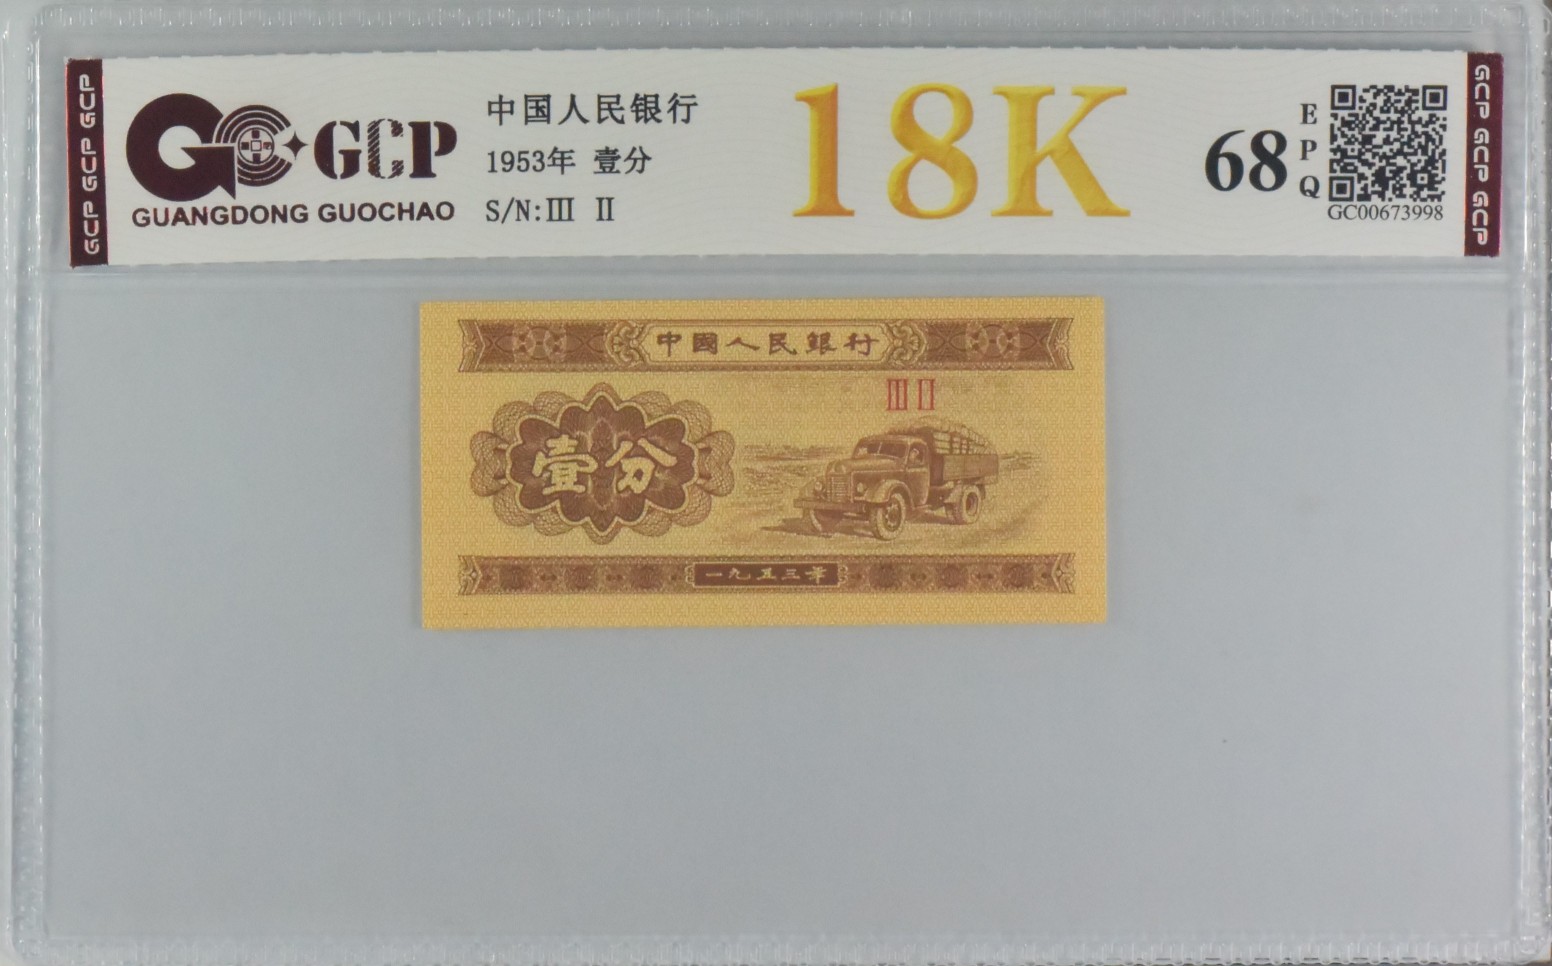 GCP GCP GCP
GCP
GUANGDONG GUOCHAO
中国人民银行
1953年 壹分
S/N:III II
18K
68
E
P
Q
GC00673998
GCP GCP GCP
中國人民銀行
III II
壹分
一九五三年